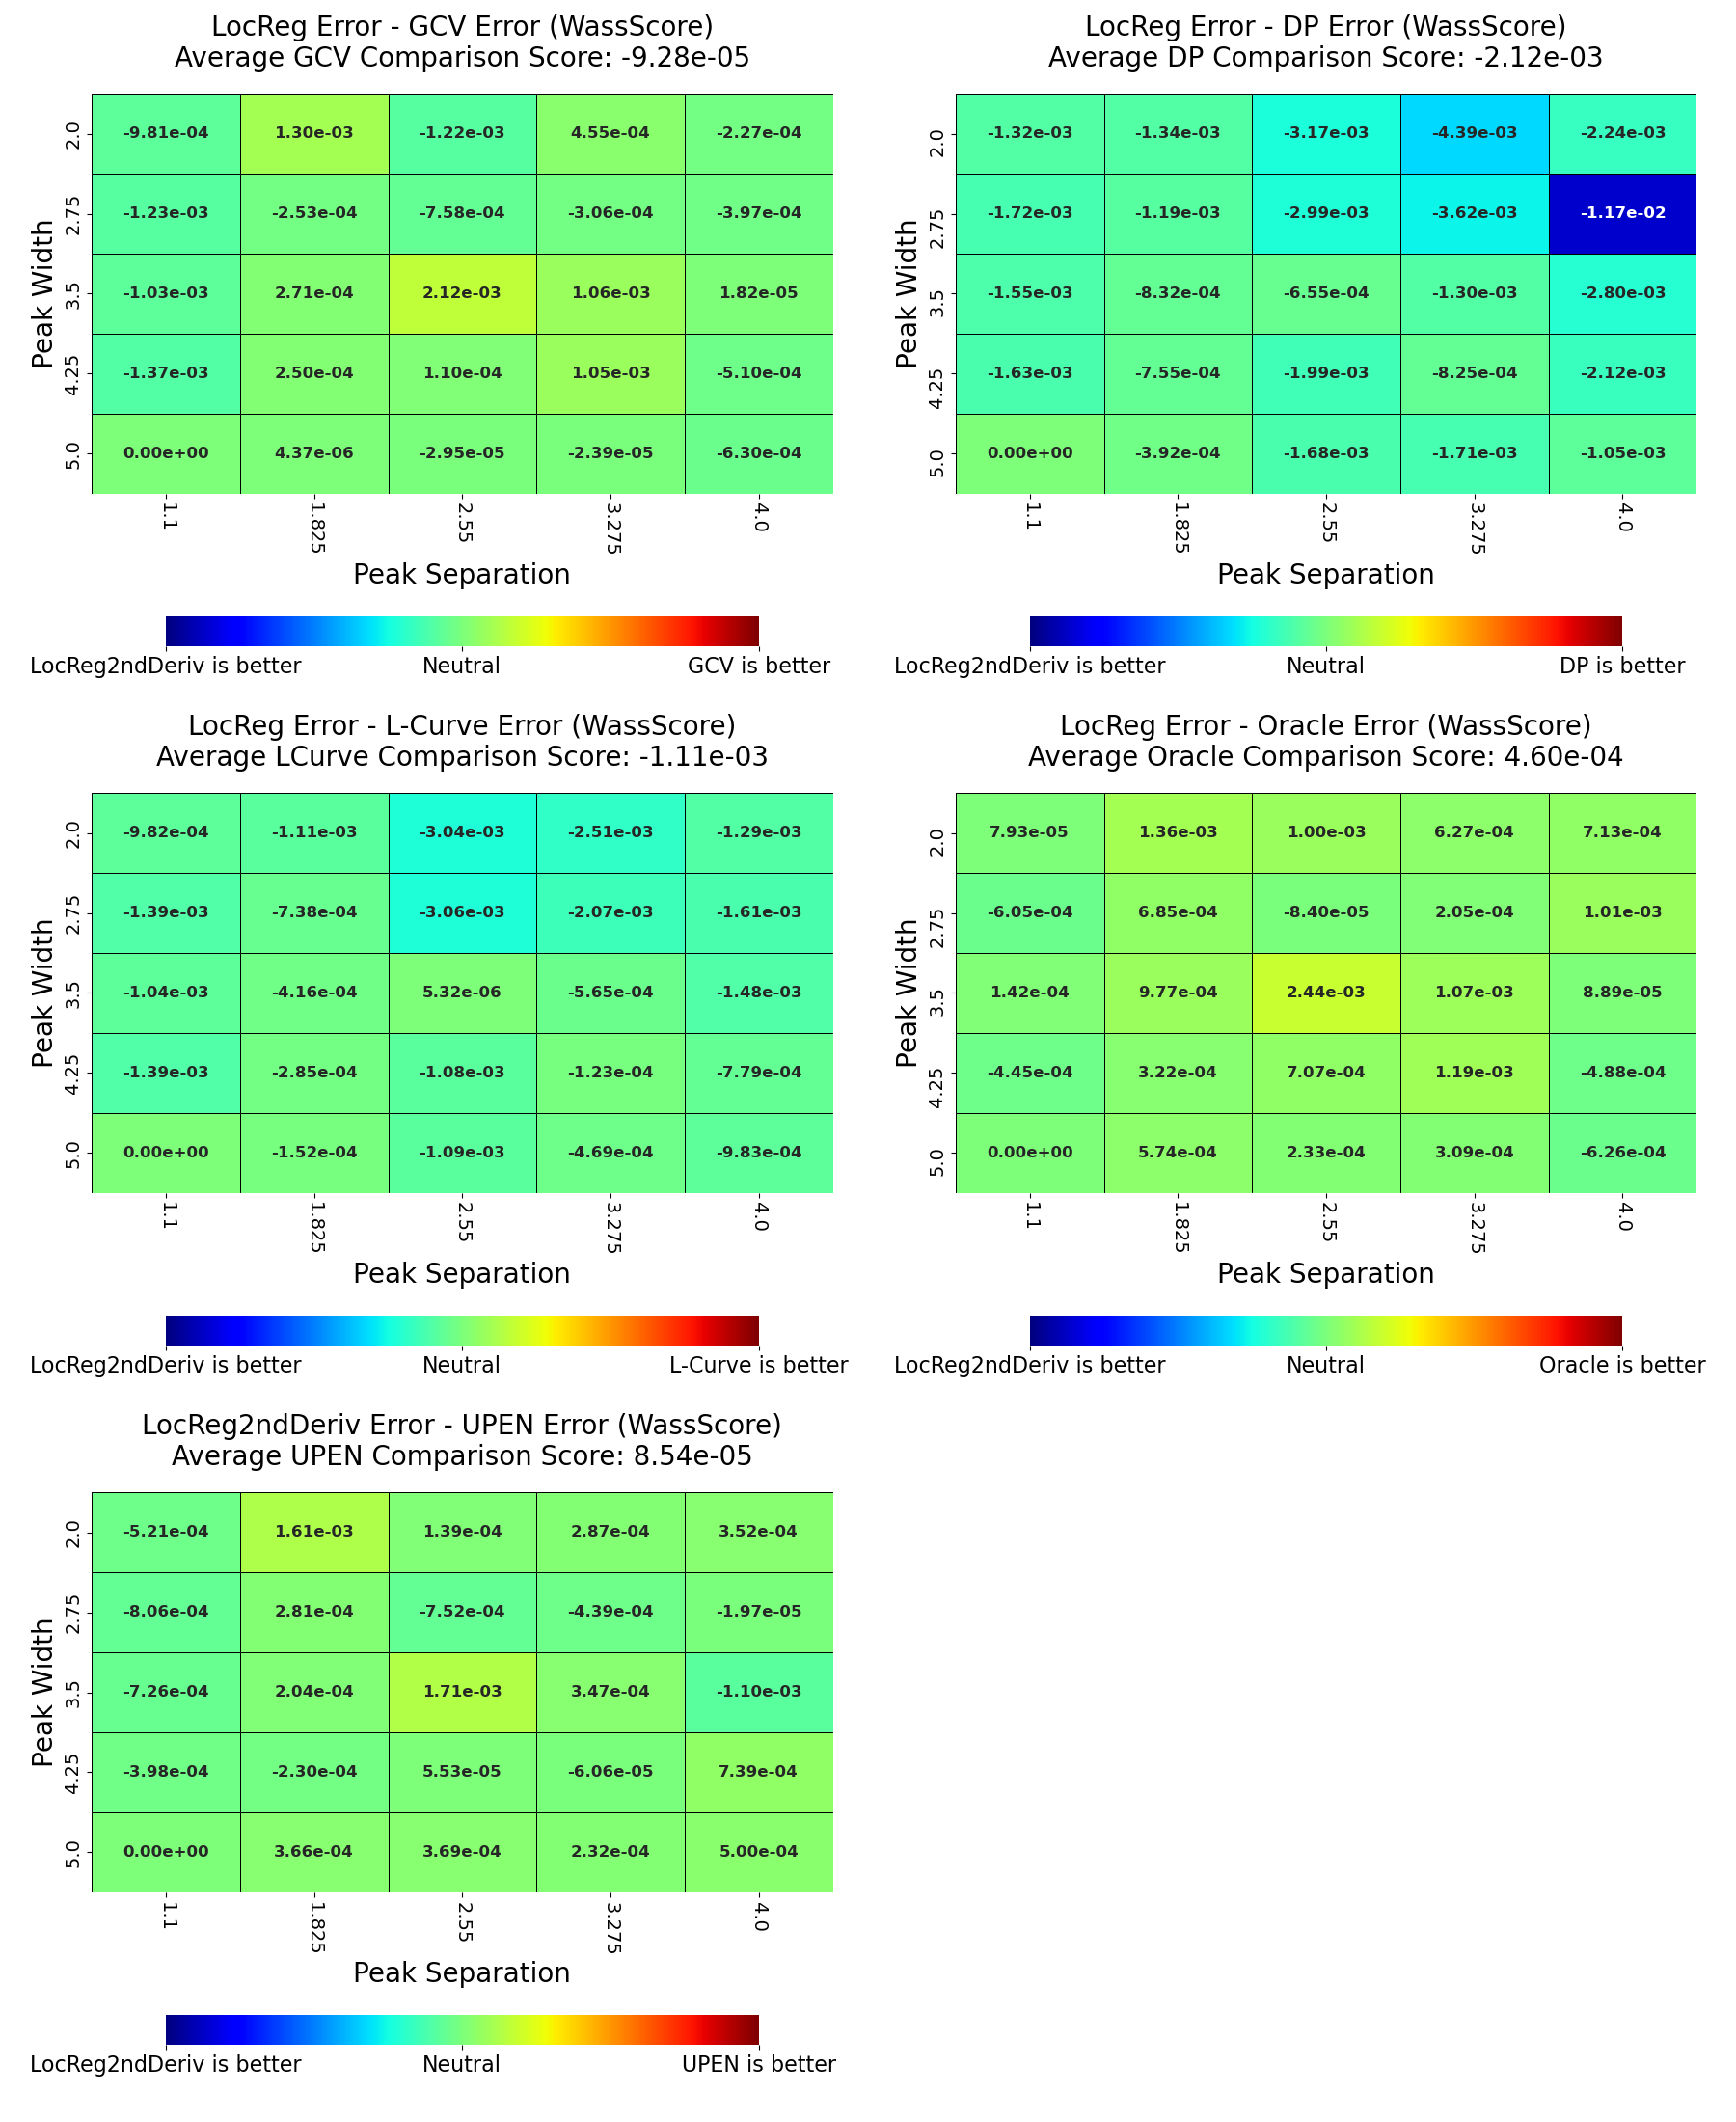 LocReg Error - GCV Error (WassScore)
Average GCV Comparison Score: -9.28e-05
Peak Width
2.0 -9.81e-04 1.30e-03 -1.22e-03 4.55e-04 -2.27e-04
2.75 -1.23e-03 -2.53e-04 -7.58e-04 -3.06e-04 -3.97e-04
3.5 -1.03e-03 2.71e-04 2.12e-03 1.06e-03 1.82e-05
4.25 -1.37e-03 2.50e-04 1.10e-04 1.05e-03 -5.10e-04
5.0 0.00e+00 4.37e-06 -2.95e-05 -2.39e-05 -6.30e-04
1.1 1.825 2.55 3.275 4.0
Peak Separation
LocReg2ndDeriv is better Neutral GCV is better
LocReg Error - DP Error (WassScore)
Average DP Comparison Score: -2.12e-03
Peak Width
2.0 -1.32e-03 -1.34e-03 -3.17e-03 -4.39e-03 -2.24e-03
2.75 -1.72e-03 -1.19e-03 -2.99e-03 -3.62e-03 -1.17e-02
3.5 -1.55e-03 -8.32e-04 -6.55e-04 -1.30e-03 -2.80e-03
4.25 -1.63e-03 -7.55e-04 -1.99e-03 -8.25e-04 -2.12e-03
5.0 0.00e+00 -3.92e-04 -1.68e-03 -1.71e-03 -1.05e-03
1.1 1.825 2.55 3.275 4.0
Peak Separation
LocReg2ndDeriv is better Neutral DP is better
LocReg Error - L-Curve Error (WassScore)
Average LCurve Comparison Score: -1.11e-03
Peak Width
2.0 -9.82e-04 -1.11e-03 -3.04e-03 -2.51e-03 -1.29e-03
2.75 -1.39e-03 -7.38e-04 -3.06e-03 -2.07e-03 -1.61e-03
3.5 -1.04e-03 -4.16e-04 5.32e-06 -5.65e-04 -1.48e-03
4.25 -1.39e-03 -2.85e-04 -1.08e-03 -1.23e-04 -7.79e-04
5.0 0.00e+00 -1.52e-04 -1.09e-03 -4.69e-04 -9.83e-04
1.1 1.825 2.55 3.275 4.0
Peak Separation
LocReg2ndDeriv is better Neutral L-Curve is better
LocReg Error - Oracle Error (WassScore)
Average Oracle Comparison Score: 4.60e-04
Peak Width
2.0 7.93e-05 1.36e-03 1.00e-03 6.27e-04 7.13e-04
2.75 -6.05e-04 6.85e-04 -8.40e-05 2.05e-04 1.01e-03
3.5 1.42e-04 9.77e-04 2.44e-03 1.07e-03 8.89e-05
4.25 -4.45e-04 3.22e-04 7.07e-04 1.19e-03 -4.88e-04
5.0 0.00e+00 5.74e-04 2.33e-04 3.09e-04 -6.26e-04
1.1 1.825 2.55 3.275 4.0
Peak Separation
LocReg2ndDeriv is better Neutral Oracle is better
LocReg2ndDeriv Error - UPEN Error (WassScore)
Average UPEN Comparison Score: 8.54e-05
Peak Width
2.0 -5.21e-04 1.61e-03 1.39e-04 2.87e-04 3.52e-04
2.75 -8.06e-04 2.81e-04 -7.52e-04 -4.39e-04 -1.97e-05
3.5 -7.26e-04 2.04e-04 1.71e-03 3.47e-04 -1.10e-03
4.25 -3.98e-04 -2.30e-04 5.53e-05 -6.06e-05 7.39e-04
5.0 0.00e+00 3.66e-04 3.69e-04 2.32e-04 5.00e-04
1.1 1.825 2.55 3.275 4.0
Peak Separation
LocReg2ndDeriv is better Neutral UPEN is better